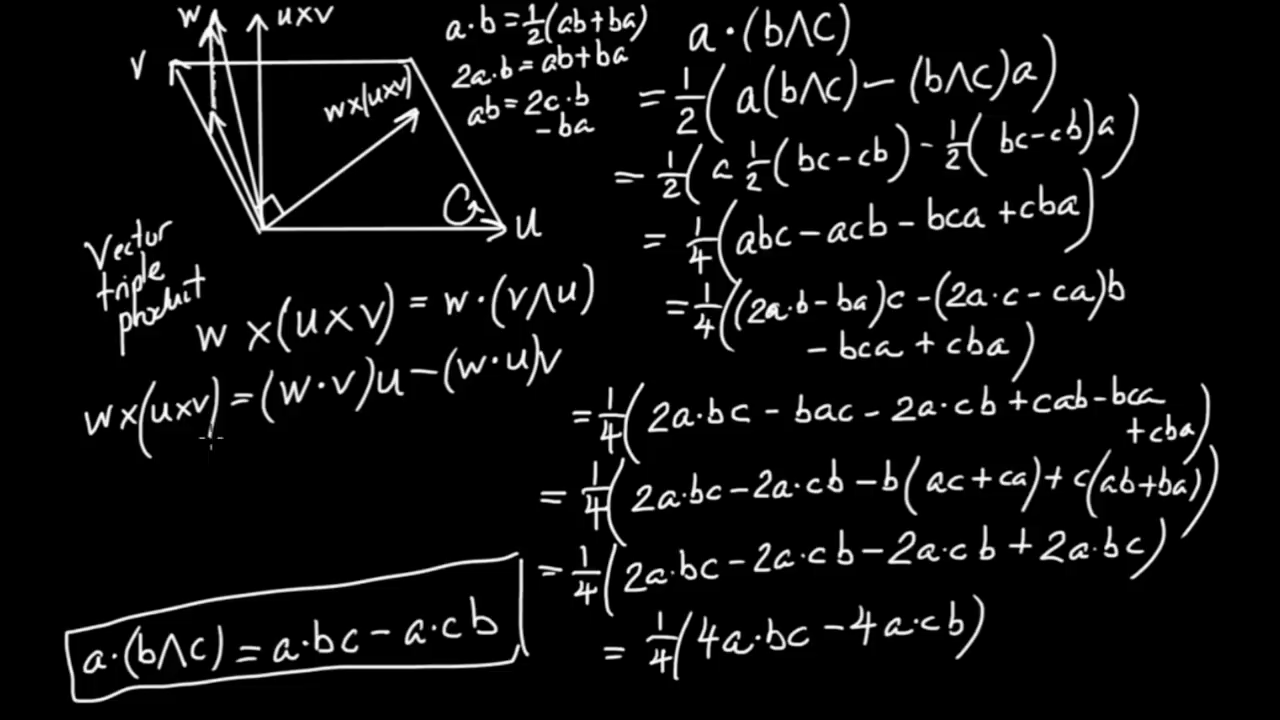 w
u×v
v
w×(u×v)
u
a·b = ½(ab+ba)
2a·b = ab+ba
ab = 2c·b
-ba
Vector
triple
product
w × (u × v) = w·(v∧u)
w×(u×v) = (w·v)u - (w·u)v
a·(b∧c) = a·bc - a·cb
a·(b∧c)
= ½(a(b∧c) - (b∧c)a)
= ½(a ½(bc-cb) - ½(bc-cb)a)
= ¼(abc - acb - bca + cba)
= ¼((2a·b - ba)c - (2a·c - ca)b
- bca + cba)
= ¼(2a·bc - bac - 2a·cb + cab - bca
+cba)
= ¼(2a·bc - 2a·cb - b(ac+ca) + c(ab+ba))
= ¼(2a·bc - 2a·cb - 2a·cb + 2a·bc)
= ¼(4a·bc - 4a·cb)